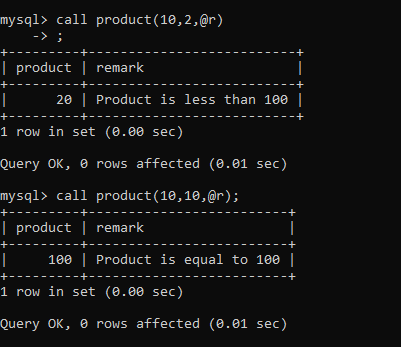 mysql> call product(10,2,@r)
    -> ;
+---------+--------------------------+
| product | remark                   |
+---------+--------------------------+
|      20 | Product is less than 100 |
+---------+--------------------------+
1 row in set (0.00 sec)

Query OK, 0 rows affected (0.01 sec)

mysql> call product(10,10,@r);
+---------+-------------------------+
| product | remark                  |
+---------+-------------------------+
|     100 | Product is equal to 100 |
+---------+-------------------------+
1 row in set (0.00 sec)

Query OK, 0 rows affected (0.01 sec)